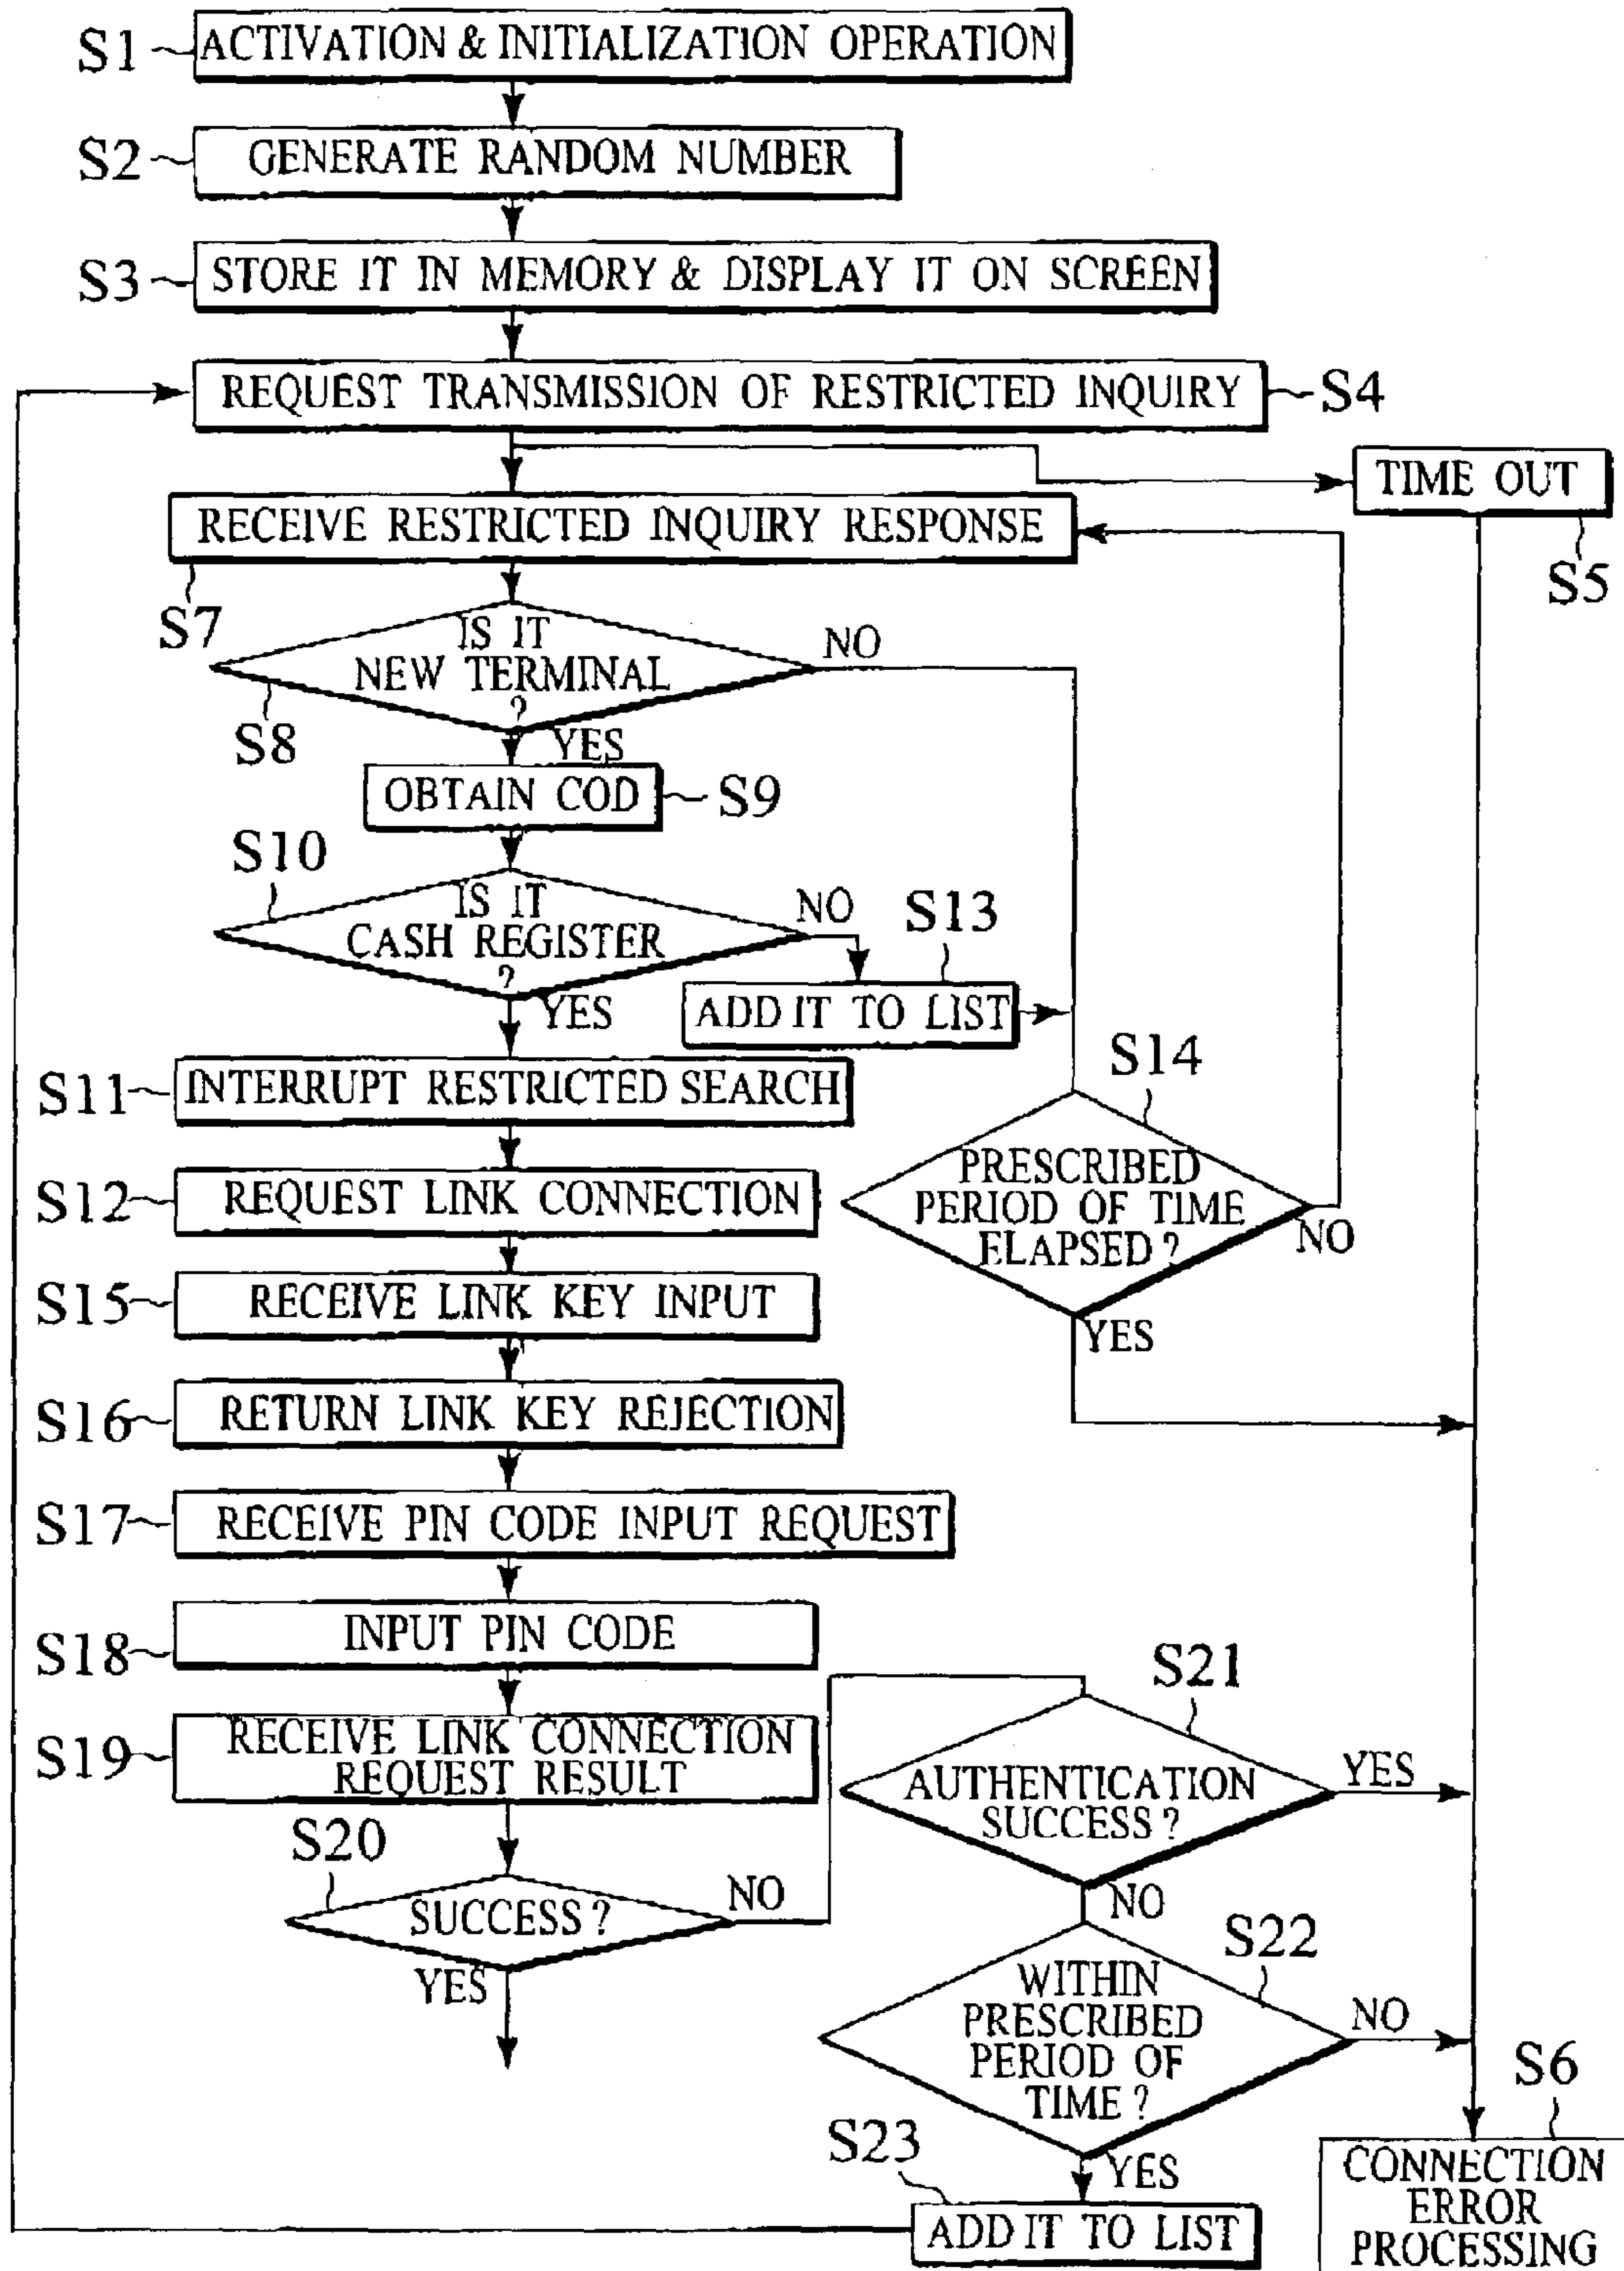 S1
ACTIVATION & INITIALIZATION OPERATION
S2
GENERATE RANDOM NUMBER
S3
STORE IT IN MEMORY & DISPLAY IT ON SCREEN
REQUEST TRANSMISSION OF RESTRICTED INQUIRY
S4
TIME OUT
S5
RECEIVE RESTRICTED INQUIRY RESPONSE
S7
IS IT
NEW TERMINAL
?
NO
S8
YES
OBTAIN COD
S9
S10
IS IT
CASH REGISTER
?
NO
S13
YES
ADD IT TO LIST
S14
S11
INTERRUPT RESTRICTED SEARCH
PRESCRIBED
PERIOD OF TIME
ELAPSED ?
NO
YES
S12
REQUEST LINK CONNECTION
S15
RECEIVE LINK KEY INPUT
S16
RETURN LINK KEY REJECTION
S17
RECEIVE PIN CODE INPUT REQUEST
S18
INPUT PIN CODE
S19
RECEIVE LINK CONNECTION
REQUEST RESULT
S21
AUTHENTICATION
SUCCESS ?
YES
NO
S20
SUCCESS ?
NO
YES
S22
WITHIN
PRESCRIBED
PERIOD OF
TIME ?
NO
YES
S23
ADD IT TO LIST
S6
CONNECTION
ERROR
PROCESSING